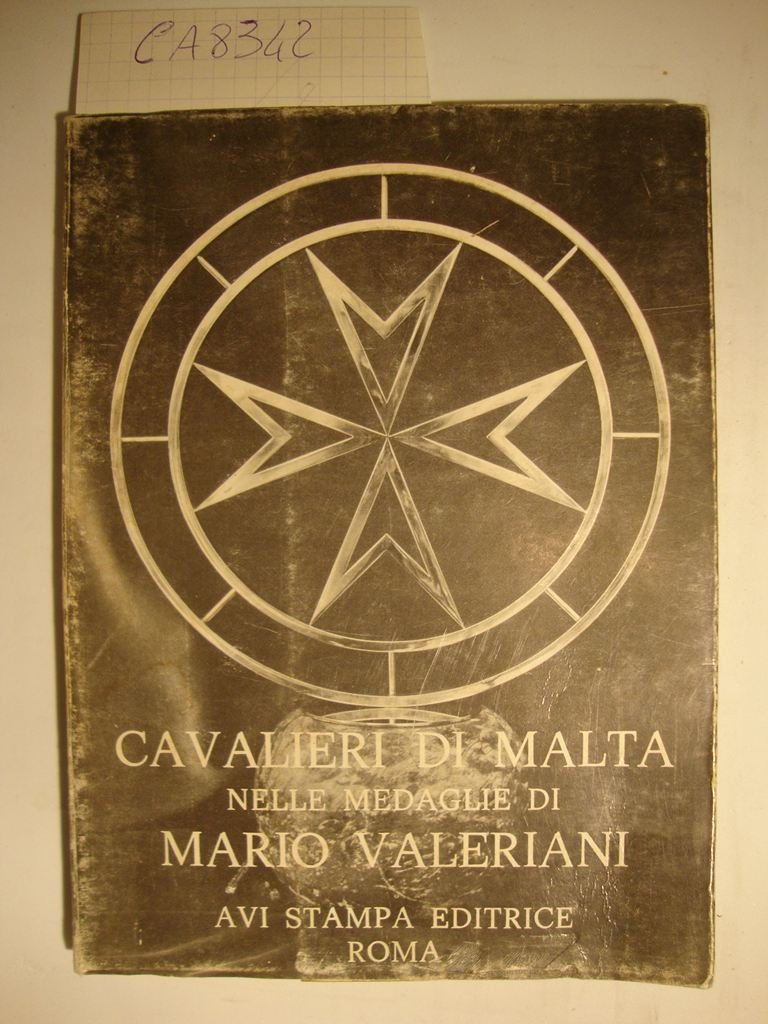 CA8342
CAVALIERI DI MALTA
NELLE MEDAGLIE DI
MARIO VALERIANI
AVI STAMPA EDITRICE
ROMA